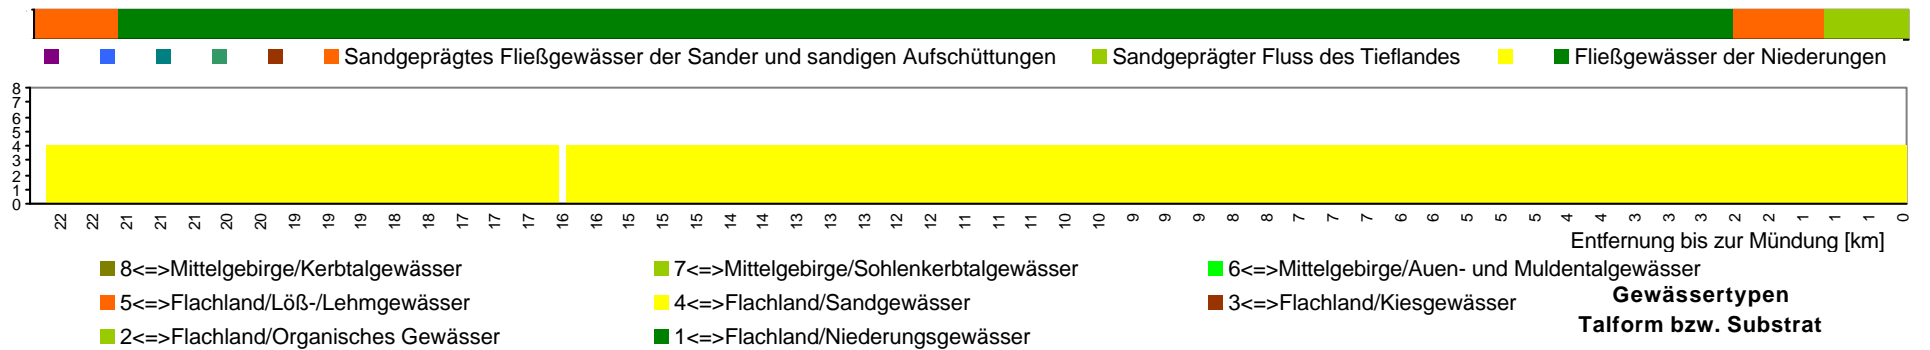 Sandgeprägtes Fließgewässer der Sander und sandigen Aufschüttungen Sandgeprägter Fluss des Tieflandes Fließgewässer der Niederungen
8
7
6
5
4
3
2
1
0
22 22 21 21 21 20 20 19 19 19 18 18 17 17 17 16 16 15 15 15 14 14 13 13 13 12 12 11 11 11 10 10 9 9 9 8 8 7 7 7 6 6 5 5 5 4 4 3 3 3 2 2 1 1 1 0
Entfernung bis zur Mündung [km]
8<=>Mittelgebirge/Kerbtalgewässer 7<=>Mittelgebirge/Sohlenkerbtalgewässer 6<=>Mittelgebirge/Auen- und Muldentalgewässer
5<=>Flachland/Löß-/Lehmgewässer 4<=>Flachland/Sandgewässer 3<=>Flachland/Kiesgewässer
Gewässertypen
Talform bzw. Substrat
2<=>Flachland/Organisches Gewässer 1<=>Flachland/Niederungsgewässer